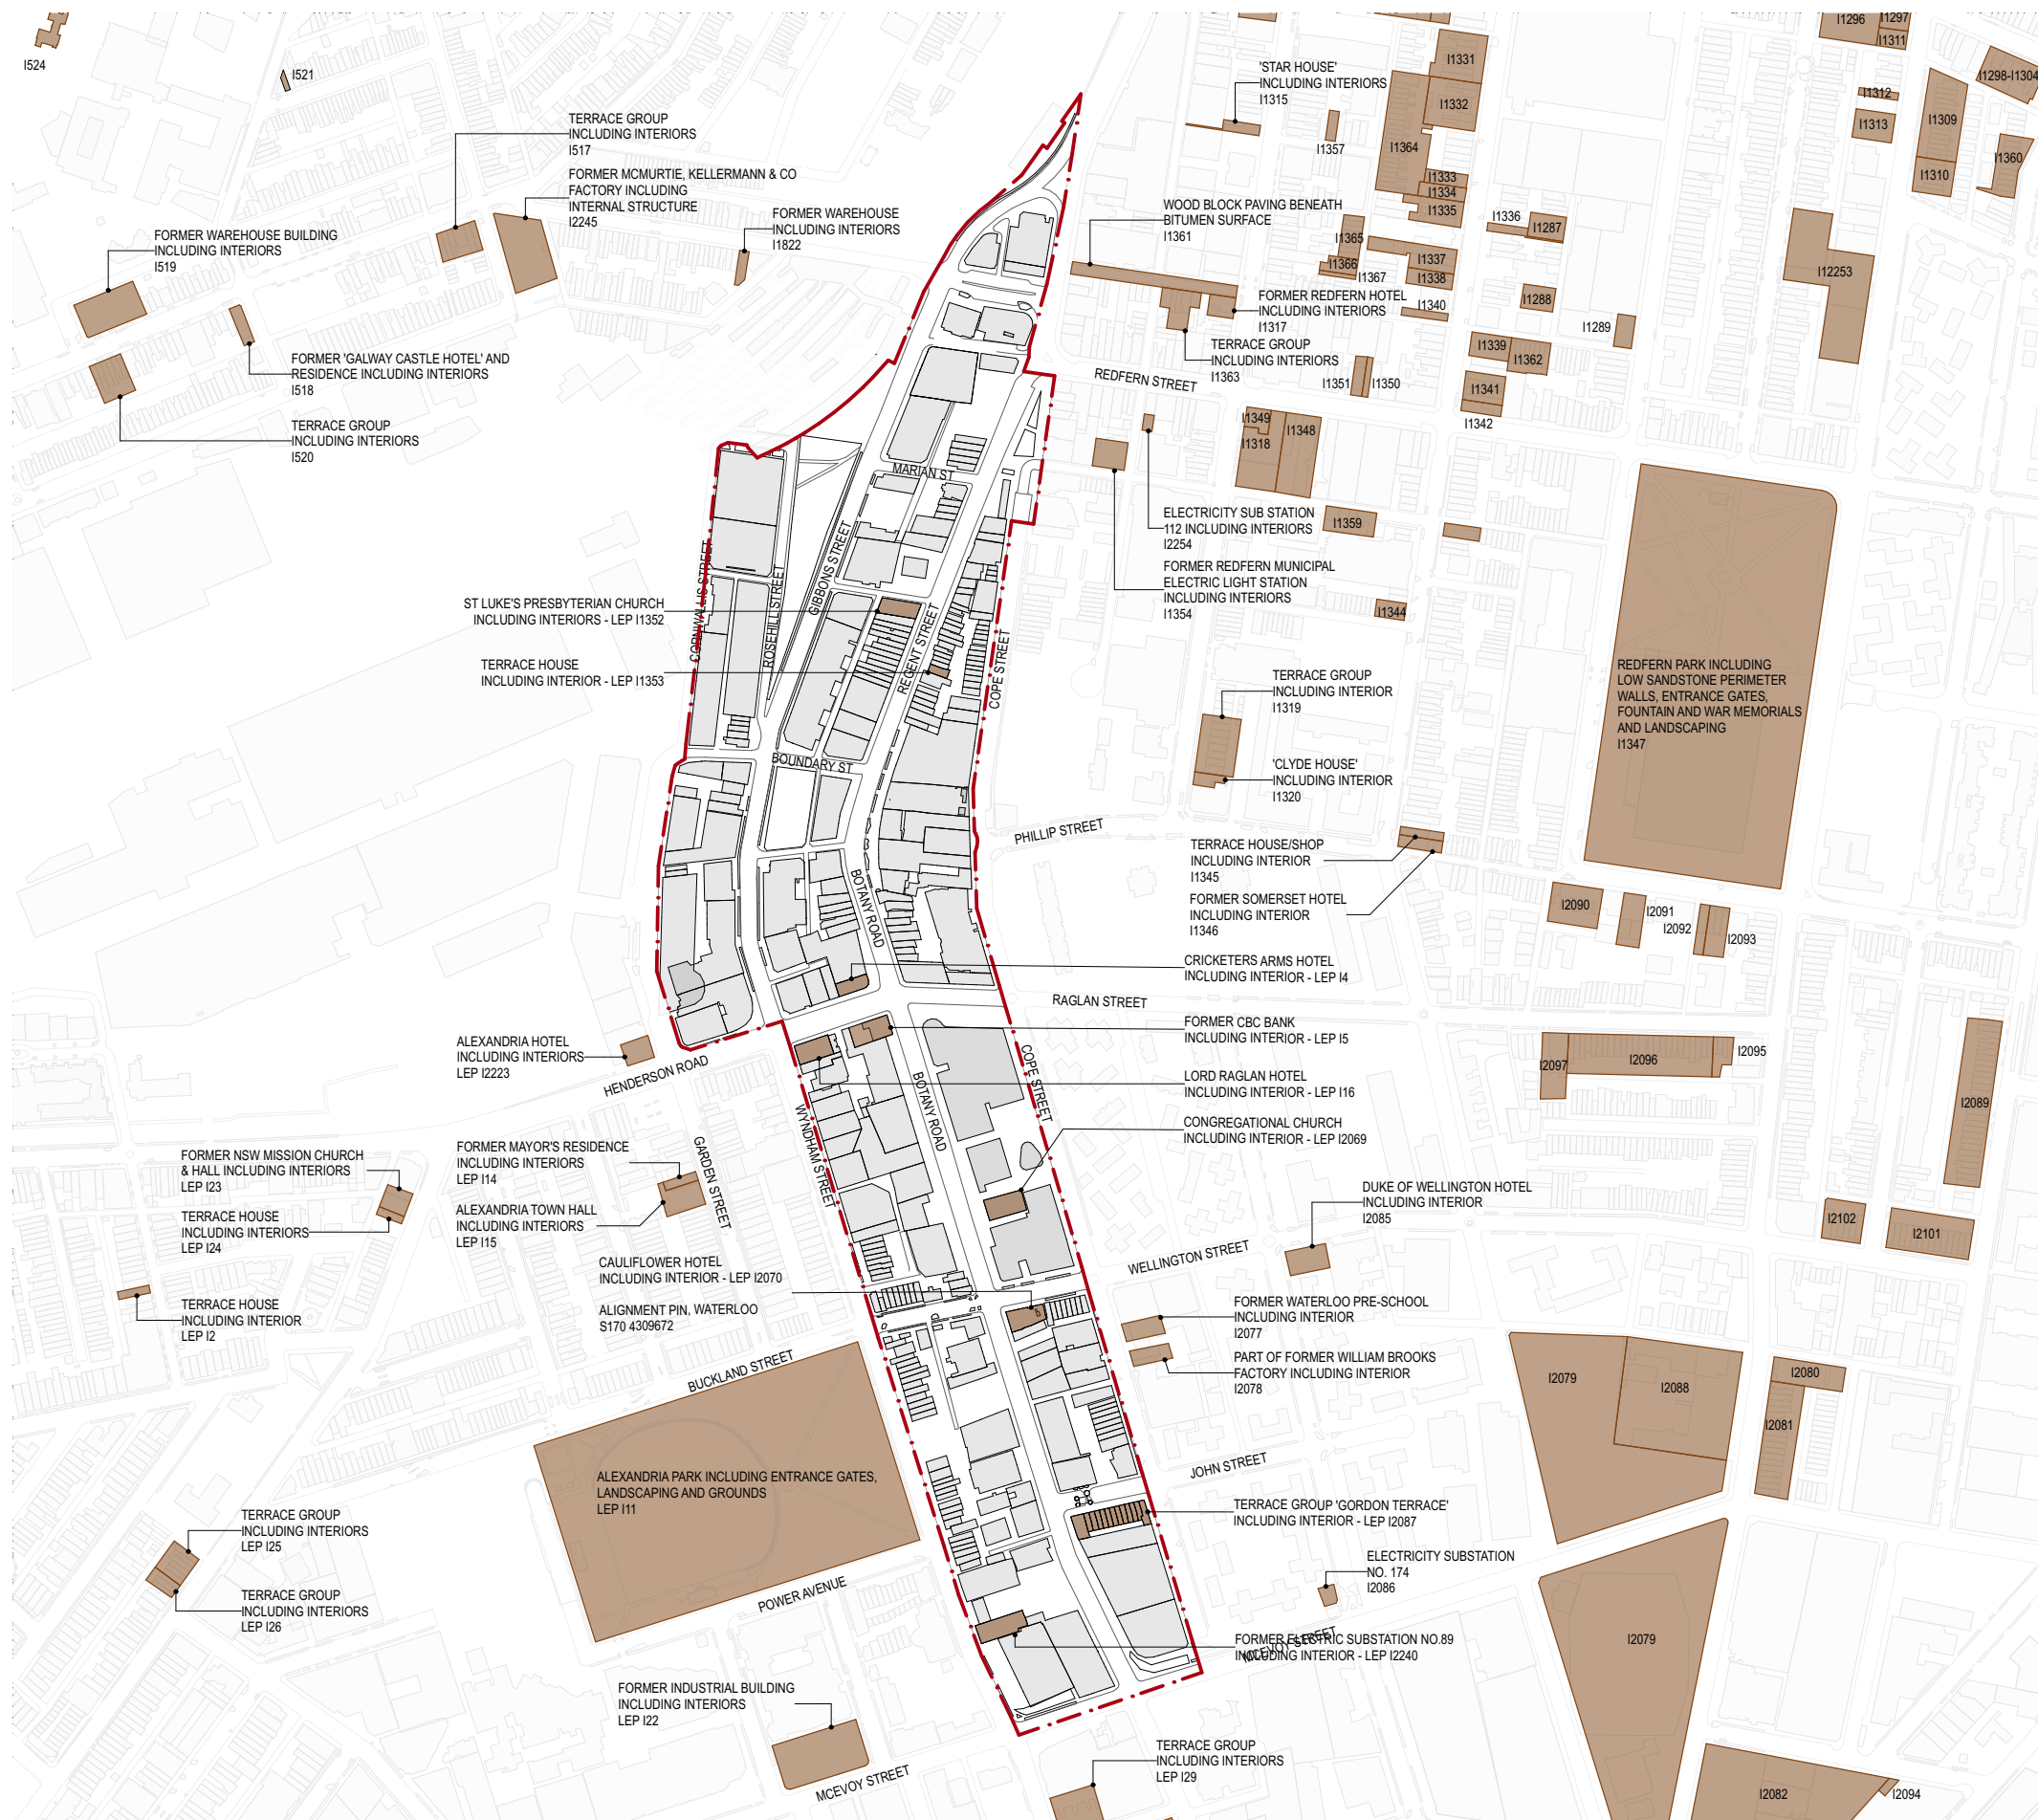 I524
I521
TERRACE GROUP
INCLUDING INTERIORS
I517
FORMER MCMURTIE, KELLERMANN & CO
FACTORY INCLUDING
INTERNAL STRUCTURE
I2245
FORMER WAREHOUSE
INCLUDING INTERIORS
I1822
FORMER WAREHOUSE BUILDING
INCLUDING INTERIORS
I519
FORMER 'GALWAY CASTLE HOTEL' AND
RESIDENCE INCLUDING INTERIORS
I518
TERRACE GROUP
INCLUDING INTERIORS
I520
'STAR HOUSE'
INCLUDING INTERIORS
I1315
I1357
WOOD BLOCK PAVING BENEATH
BITUMEN SURFACE
I1361
FORMER REDFERN HOTEL
INCLUDING INTERIORS
I1317
TERRACE GROUP
INCLUDING INTERIORS
I1363
I1331
I1332
I1364
I1333
I1334
I1335
I1365
I1366
I1367
I1337
I1338
I1340
I1336
I1287
I1288
I1289
I1339
I1362
I1341
I1342
I1351
I1350
I1296
I1297
I1311
I1298-I1304
I1312
I1313
I1309
I1310
I1360
I12253
REDFERN STREET
I1349
I1318
I1348
I1359
I1344
ELECTRICITY SUB STATION
112 INCLUDING INTERIORS
I2254
FORMER REDFERN MUNICIPAL
ELECTRIC LIGHT STATION
INCLUDING INTERIORS
I1354
MARIAN ST
GIBBONS STREET
CORNWALLIS STREET
ROSEHILL STREET
REGENT STREET
COPE STREET
ST LUKE'S PRESBYTERIAN CHURCH
INCLUDING INTERIORS - LEP I1352
TERRACE HOUSE
INCLUDING INTERIOR - LEP I1353
TERRACE GROUP
INCLUDING INTERIOR
I1319
'CLYDE HOUSE'
INCLUDING INTERIOR
I1320
REDFERN PARK INCLUDING
LOW SANDSTONE PERIMETER
WALLS, ENTRANCE GATES,
FOUNTAIN AND WAR MEMORIALS
AND LANDSCAPING
I1347
BOUNDARY ST
PHILLIP STREET
TERRACE HOUSE/SHOP
INCLUDING INTERIOR
I1345
FORMER SOMERSET HOTEL
INCLUDING INTERIOR
I1346
I2090
I2091
I2092
I2093
BOTANY ROAD
CRICKETERS ARMS HOTEL
INCLUDING INTERIOR - LEP I4
RAGLAN STREET
FORMER CBC BANK
INCLUDING INTERIOR - LEP I5
LORD RAGLAN HOTEL
INCLUDING INTERIOR - LEP I16
CONGREGATIONAL CHURCH
INCLUDING INTERIOR - LEP I2069
I2097
I2096
I2095
I2089
ALEXANDRIA HOTEL
INCLUDING INTERIORS
LEP I2223
HENDERSON ROAD
COPE STREET
BOTANY ROAD
WYNDHAM STREET
GARDEN STREET
FORMER MAYOR'S RESIDENCE
INCLUDING INTERIORS
LEP I14
ALEXANDRIA TOWN HALL
INCLUDING INTERIORS
LEP I15
FORMER NSW MISSION CHURCH
& HALL INCLUDING INTERIORS
LEP I23
TERRACE HOUSE
INCLUDING INTERIORS
LEP I24
TERRACE HOUSE
INCLUDING INTERIOR
LEP I2
CAULIFLOWER HOTEL
INCLUDING INTERIOR - LEP I2070
ALIGNMENT PIN, WATERLOO
S170 4309672
DUKE OF WELLINGTON HOTEL
INCLUDING INTERIOR
I2085
I2102
I2101
WELLINGTON STREET
FORMER WATERLOO PRE-SCHOOL
INCLUDING INTERIOR
I2077
PART OF FORMER WILLIAM BROOKS
FACTORY INCLUDING INTERIOR
I2078
I2079
I2088
I2080
I2081
BUCKLAND STREET
ALEXANDRIA PARK INCLUDING ENTRANCE GATES,
LANDSCAPING AND GROUNDS
LEP I11
JOHN STREET
TERRACE GROUP 'GORDON TERRACE'
INCLUDING INTERIOR - LEP I2087
ELECTRICITY SUBSTATION
NO. 174
I2086
TERRACE GROUP
INCLUDING INTERIORS
LEP I25
TERRACE GROUP
INCLUDING INTERIORS
LEP I26
POWER AVENUE
FORMER ELECTRIC SUBSTATION NO.89
INCLUDING INTERIOR - LEP I2240
MCEVOY STREET
I2079
FORMER INDUSTRIAL BUILDING
INCLUDING INTERIORS
LEP I22
MCEVOY STREET
TERRACE GROUP
INCLUDING INTERIORS
LEP I29
I2082
I2094